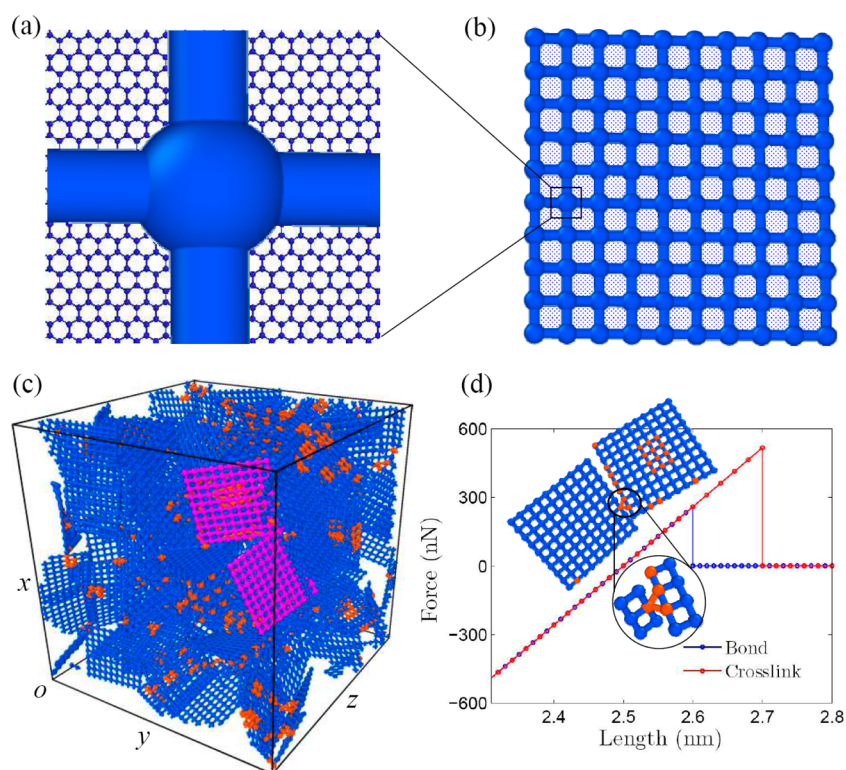 (a)
(b)
(c)
x
o
y
z
(d)
600
300
0
−300
−600
Force (nN)
Bond
Crosslink
2.4 2.5 2.6 2.7 2.8
Length (nm)